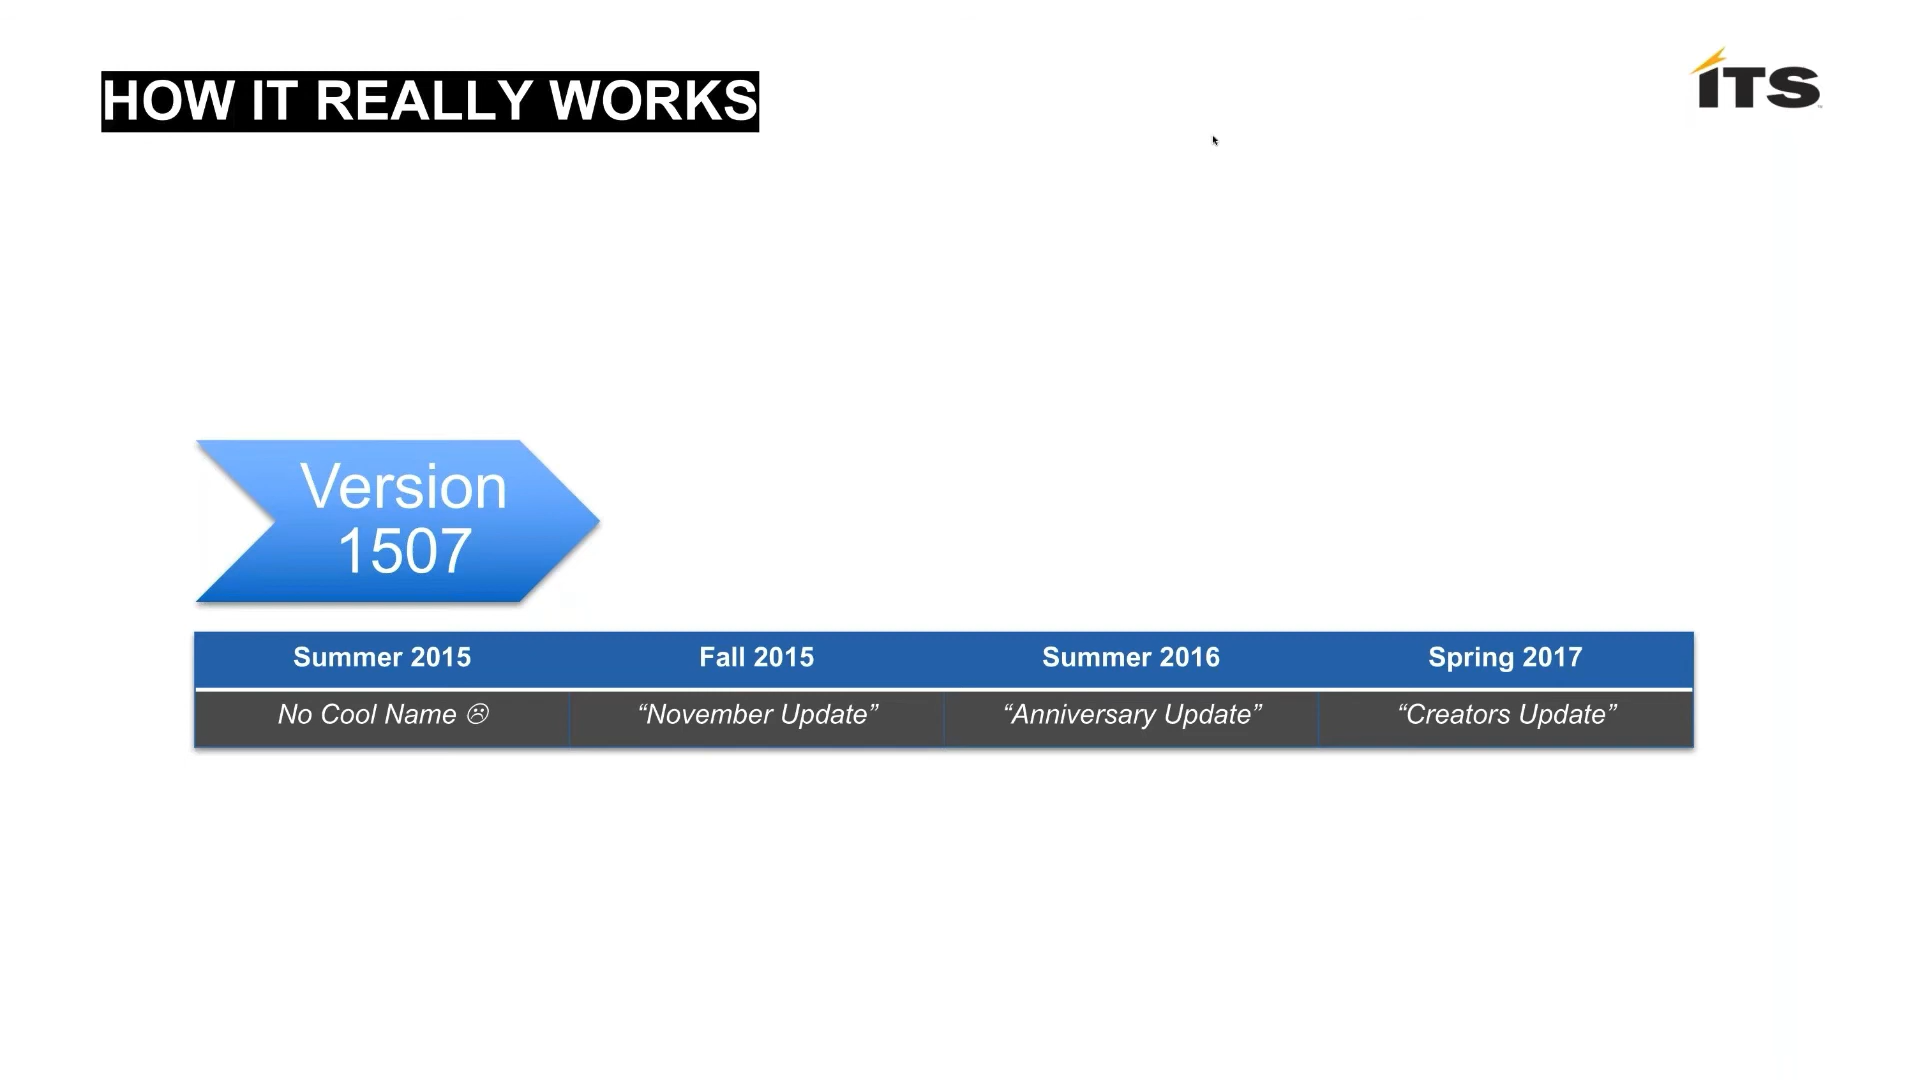 HOW IT REALLY WORKS
ITS
Version
1507
Summer 2015 Fall 2015 Summer 2016 Spring 2017
No Cool Name ☹ “November Update” “Anniversary Update” “Creators Update”